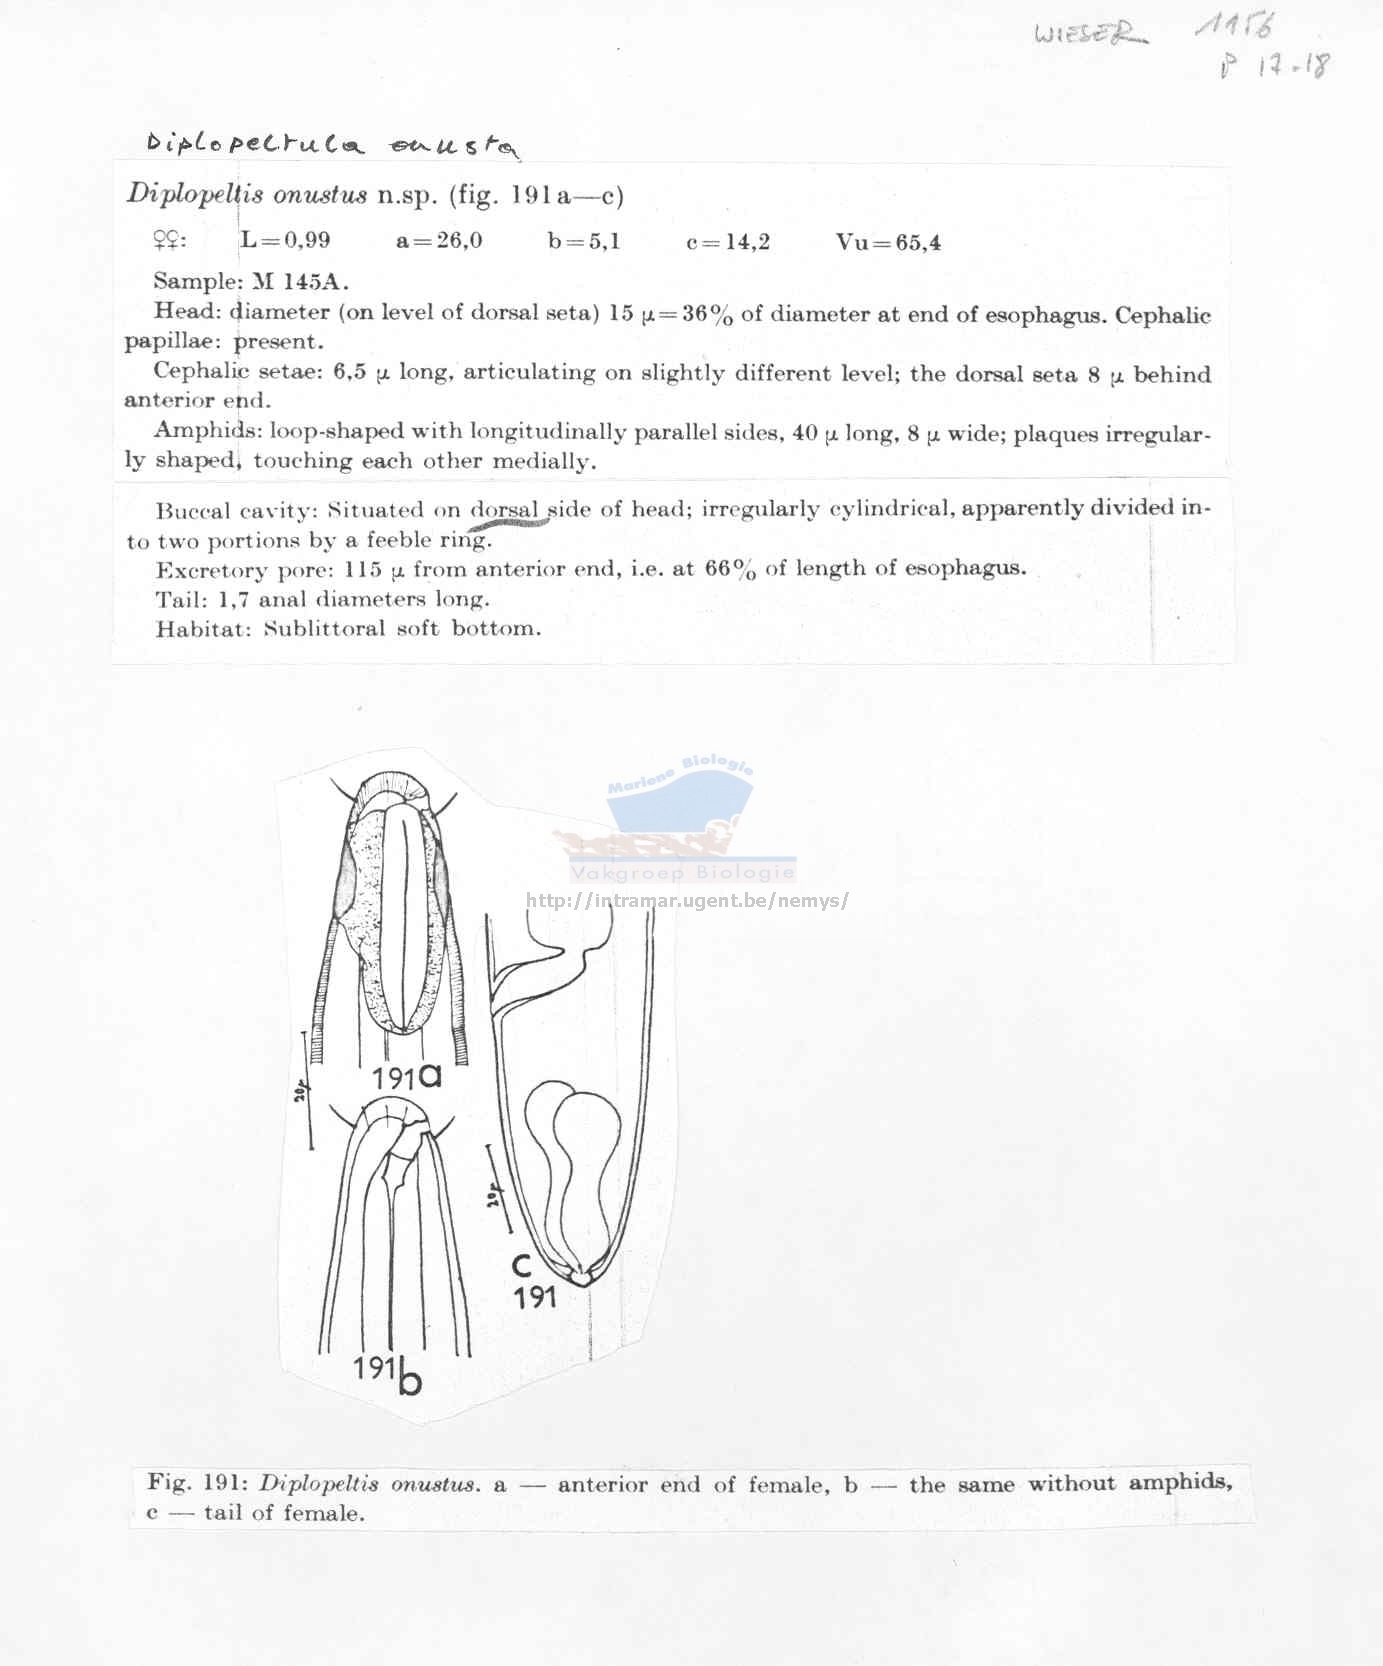 WIESER 1956
P 17-18
Diplopeltula onusta
Diplopeltis onustus n.sp. (fig. 191a—c)
♀♀: L=0,99 a=26,0 b=5,1 c=14,2 Vu=65,4
Sample: M 145A.
Head: diameter (on level of dorsal seta) 15 μ=36% of diameter at end of esophagus. Cephalic
papillae: present.
Cephalic setae: 6,5 μ long, articulating on slightly different level; the dorsal seta 8 μ behind
anterior end.
Amphids: loop-shaped with longitudinally parallel sides, 40 μ long, 8 μ wide; plaques irregular-
ly shaped, touching each other medially.
Buccal cavity: Situated on dorsal side of head; irregularly cylindrical, apparently divided in-
to two portions by a feeble ring.
Excretory pore: 115 μ from anterior end, i.e. at 66% of length of esophagus.
Tail: 1,7 anal diameters long.
Habitat: Sublittoral soft bottom.
Mariene Biologie
Vakgroep Biologie
http://intramar.ugent.be/nemys/
191a
20μ
20μ
c
191
191b
Fig. 191: Diplopeltis onustus. a — anterior end of female, b — the same without amphids,
c — tail of female.